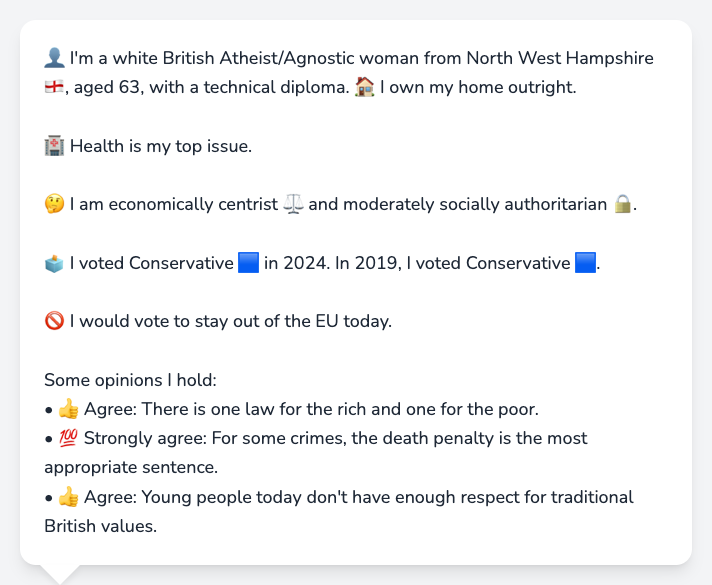 👤 I'm a white British Atheist/Agnostic woman from North West Hampshire
🏴󠁧󠁢󠁥󠁮󠁧󠁿, aged 63, with a technical diploma. 🏠 I own my home outright.
🏥 Health is my top issue.
🤔 I am economically centrist ⚖️ and moderately socially authoritarian 🔒.
🗳️ I voted Conservative 🟦 in 2024. In 2019, I voted Conservative 🟦.
🚫 I would vote to stay out of the EU today.
Some opinions I hold:
• 👍 Agree: There is one law for the rich and one for the poor.
• 💯 Strongly agree: For some crimes, the death penalty is the most
appropriate sentence.
• 👍 Agree: Young people today don't have enough respect for traditional
British values.